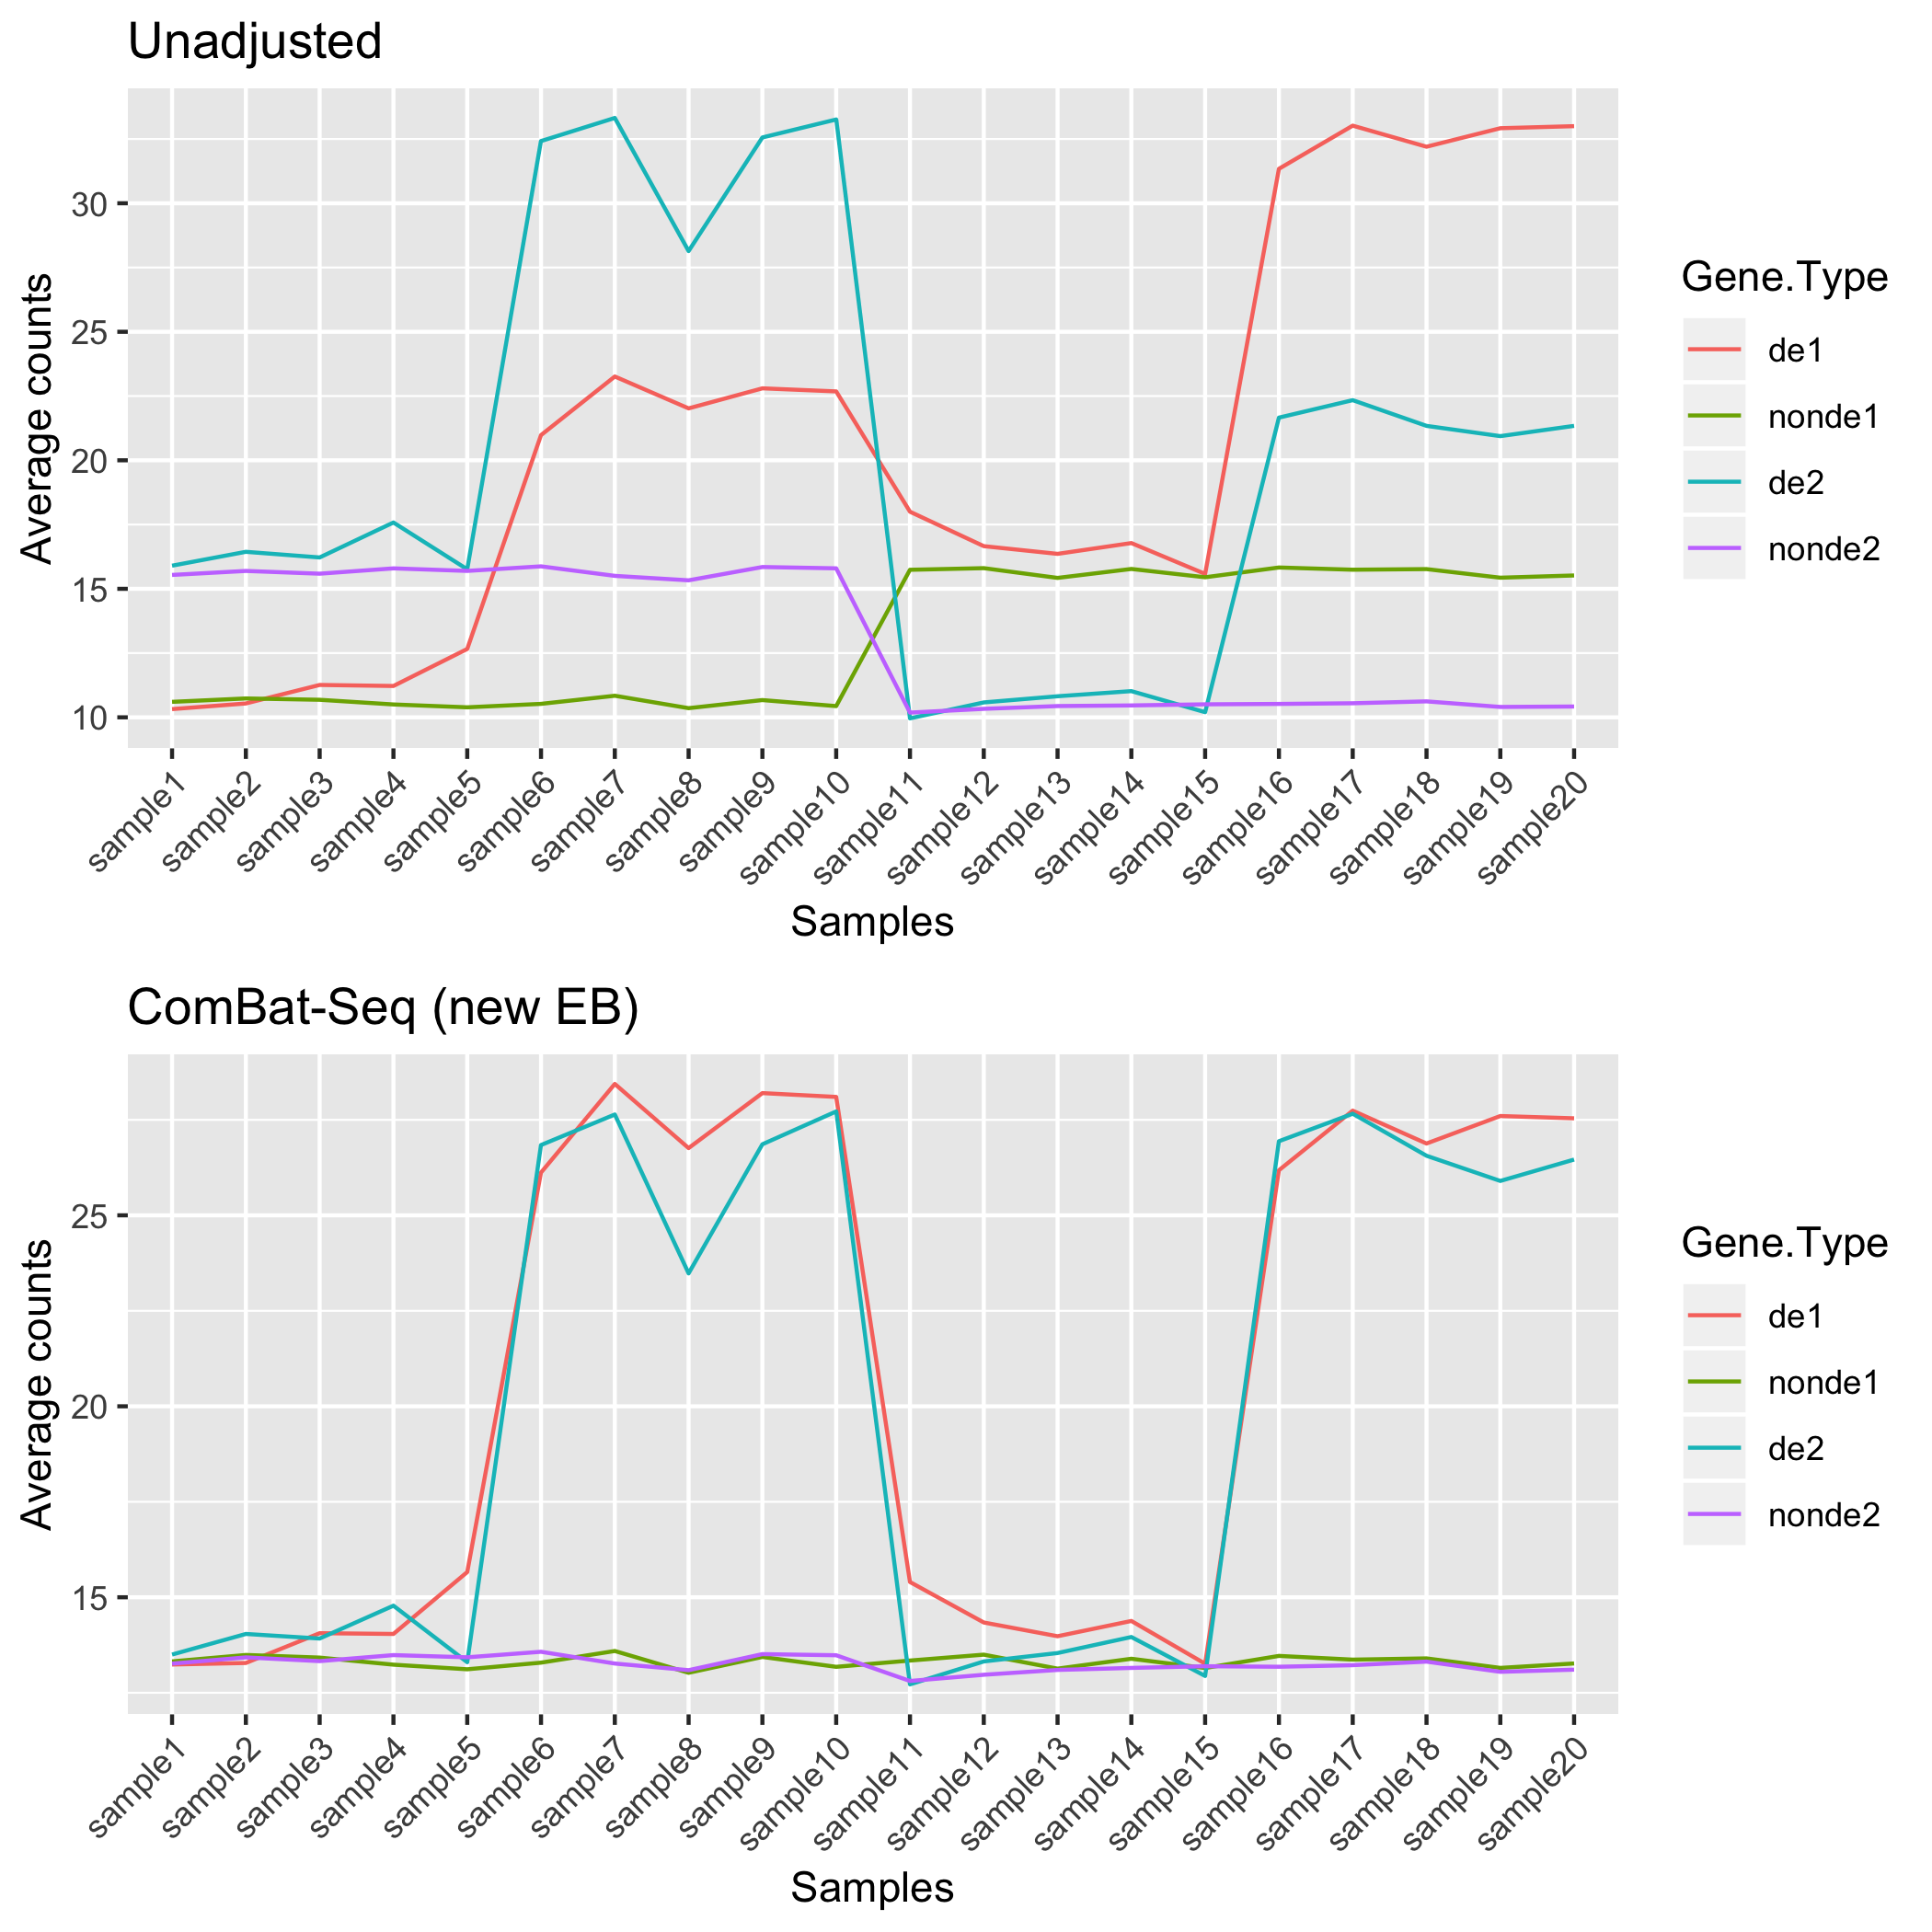 Unadjusted
30
25
20
15
10
Average counts
sample1
sample2
sample3
sample4
sample5
sample6
sample7
sample8
sample9
sample10
sample11
sample12
sample13
sample14
sample15
sample16
sample17
sample18
sample19
sample20
Samples
Gene.Type
de1
nonde1
de2
nonde2
ComBat-Seq (new EB)
25
20
15
Average counts
sample1
sample2
sample3
sample4
sample5
sample6
sample7
sample8
sample9
sample10
sample11
sample12
sample13
sample14
sample15
sample16
sample17
sample18
sample19
sample20
Samples
Gene.Type
de1
nonde1
de2
nonde2